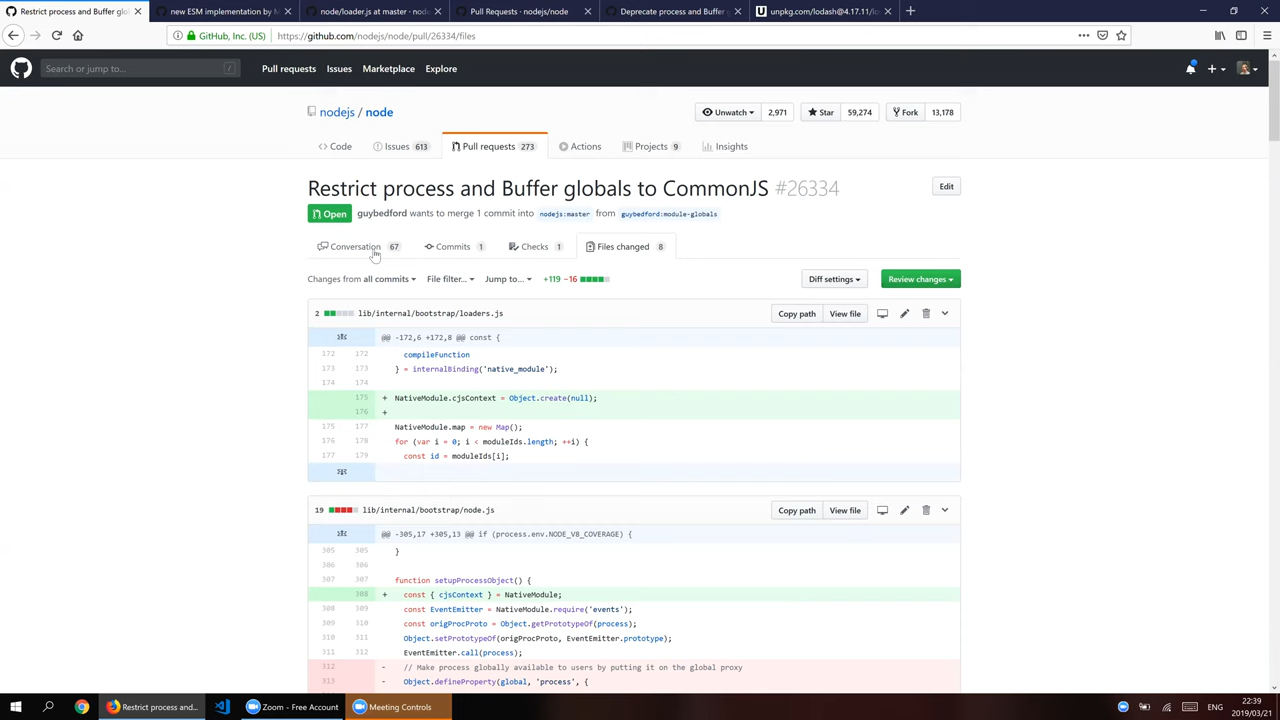 Restrict process and Buffer glob
new ESM implementation by M
node/loader.js at master · node
Pull Requests · nodejs/node
Deprecate process and Buffer
unpkg.com/lodash@4.17.11/lo
GitHub, Inc. (US)
https://github.com/nodejs/node/pull/26334/files
Search or jump to...
/
Pull requests
Issues
Marketplace
Explore
nodejs / node
Unwatch 2,971
Star 59,274
Fork 13,178
Code
Issues 613
Pull requests 273
Actions
Projects 9
Insights
Restrict process and Buffer globals to CommonJS #26334
Edit
Open guybedford wants to merge 1 commit into nodejs:master from guybedford:module-globals
Conversation 67
Commits 1
Checks 1
Files changed 8
Changes from all commits
File filter...
Jump to...
+119 −16
Diff settings
Review changes
2 lib/internal/bootstrap/loaders.js
Copy path
View file
@@ -172,6 +172,8 @@ const {
172 172 compileFunction
173 173 } = internalBinding('native_module');
174 174
175 + NativeModule.cjsContext = Object.create(null);
176 +
175 177 NativeModule.map = new Map();
176 178 for (var i = 0; i < moduleIds.length; ++i) {
177 179 const id = moduleIds[i];
19 lib/internal/bootstrap/node.js
Copy path
View file
@@ -305,17 +305,13 @@ if (process.env.NODE_V8_COVERAGE) {
305 305 }
306 306
307 307 function setupProcessObject() {
308 + const { cjsContext } = NativeModule;
308 309 const EventEmitter = NativeModule.require('events');
309 310 const origProcProto = Object.getPrototypeOf(process);
310 311 Object.setPrototypeOf(origProcProto, EventEmitter.prototype);
311 312 EventEmitter.call(process);
312 - // Make process globally available to users by putting it on the global proxy
313 - Object.defineProperty(global, 'process', {
Restrict process and...
Zoom - Free Account
Meeting Controls
ENG
22:39
2019/03/21